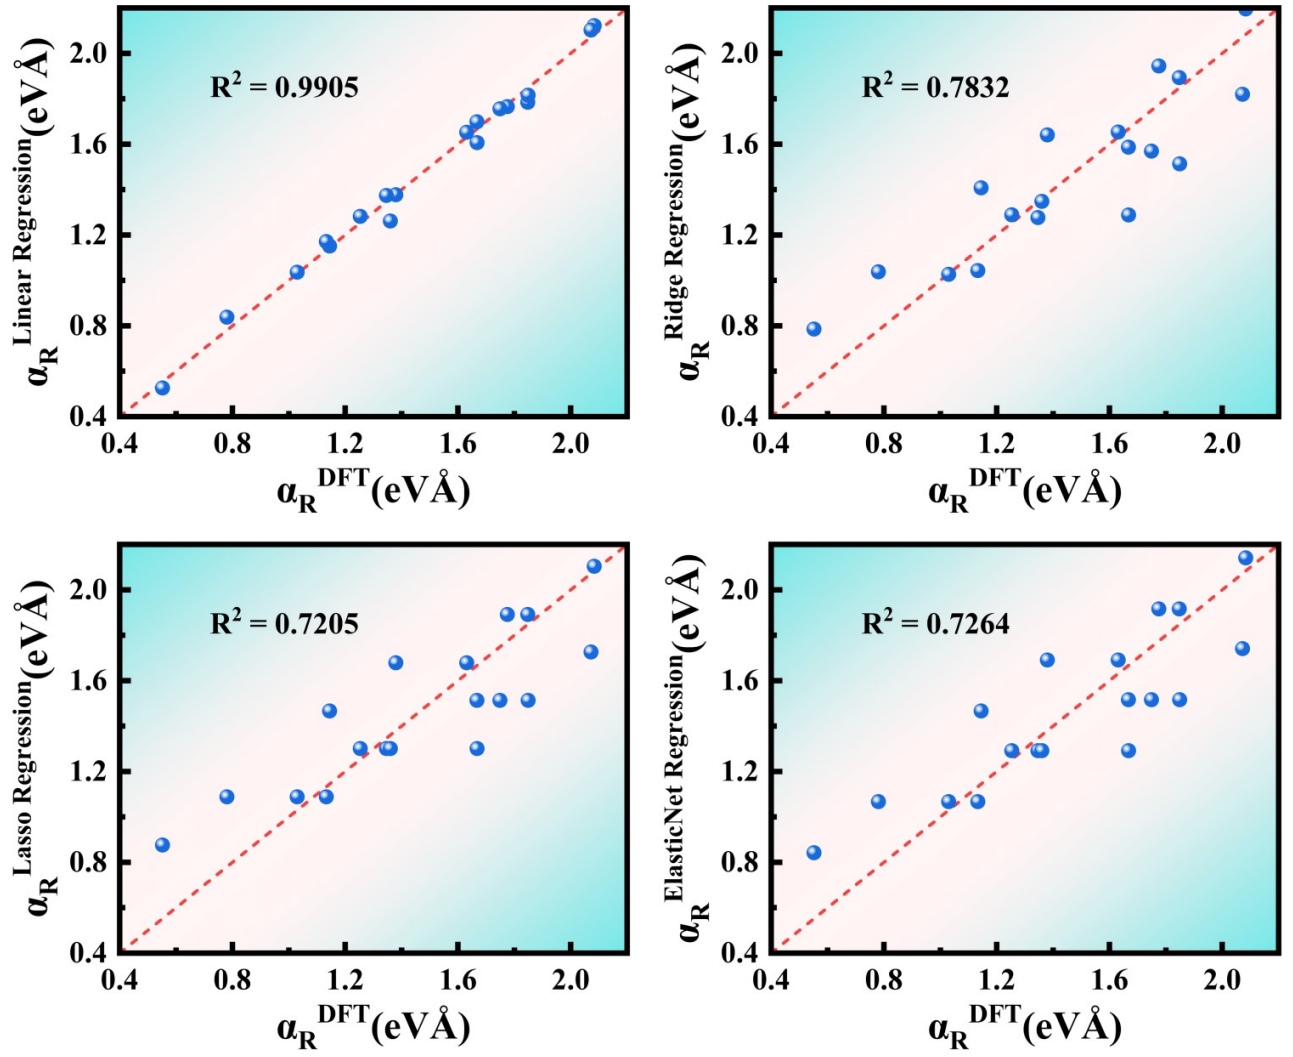 α_R^Linear Regression(eVÅ)
2.0
1.6
1.2
0.8
0.4
R² = 0.9905
0.4 0.8 1.2 1.6 2.0
α_R^DFT(eVÅ)
α_R^Ridge Regression(eVÅ)
2.0
1.6
1.2
0.8
0.4
R² = 0.7832
0.4 0.8 1.2 1.6 2.0
α_R^DFT(eVÅ)
α_R^Lasso Regression(eVÅ)
2.0
1.6
1.2
0.8
0.4
R² = 0.7205
0.4 0.8 1.2 1.6 2.0
α_R^DFT(eVÅ)
α_R^ElasticNet Regression(eVÅ)
2.0
1.6
1.2
0.8
0.4
R² = 0.7264
0.4 0.8 1.2 1.6 2.0
α_R^DFT(eVÅ)